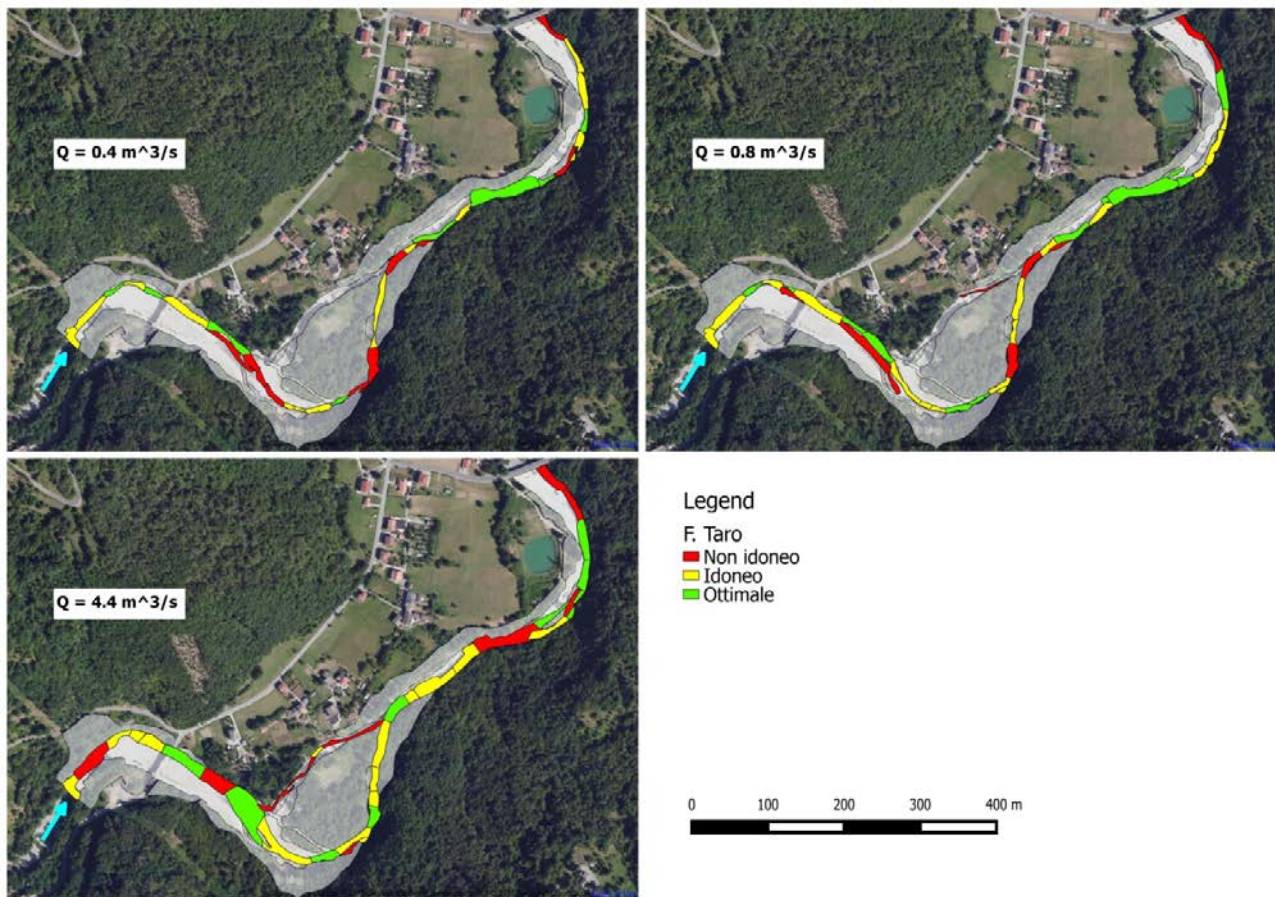 Q = 0.4 m^3/s
Q = 0.8 m^3/s
Q = 4.4 m^3/s
Legend
F. Taro
Non idoneo
Idoneo
Ottimale
0 100 200 300 400 m